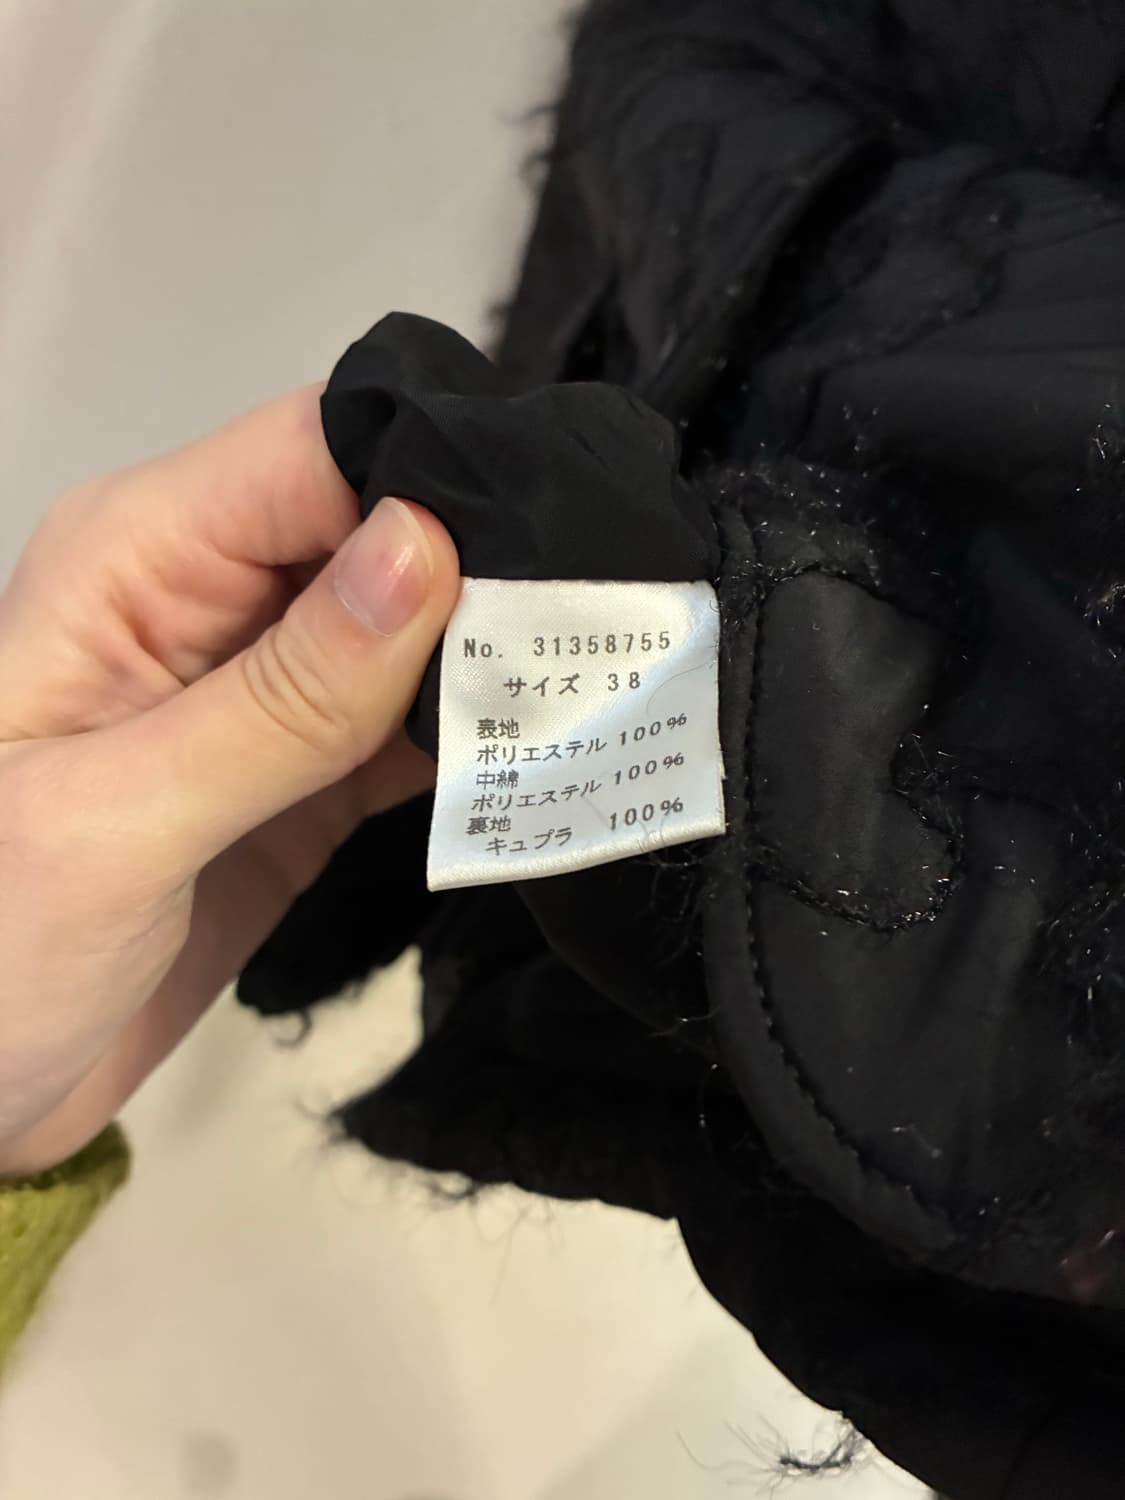 No. 31358755
サイズ 38
表地
ポリエステル 100%
中綿
ポリエステル 100%
裏地
キュプラ 100%